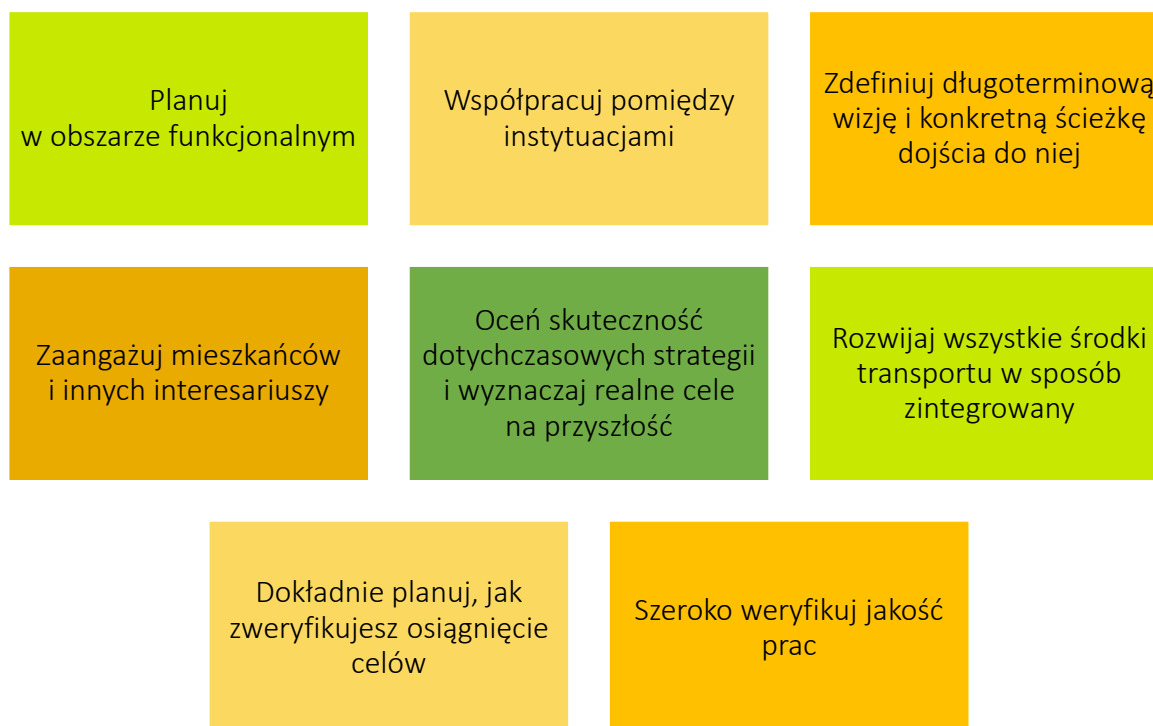 Planuj
w obszarze funkcjonalnym
Współpracuj pomiędzy
instytuacjami
Zdefiniuj długoterminową
wizję i konkretną ścieżkę
dojścia do niej
Zaangażuj mieszkańców
i innych interesariuszy
Oceń skuteczność
dotychczasowych strategii
i wyznaczaj realne cele
na przyszłość
Rozwijaj wszystkie środki
transportu w sposób
zintegrowany
Dokładnie planuj, jak
zweryfikujesz osiągnięcie
celów
Szeroko weryfikuj jakość
prac